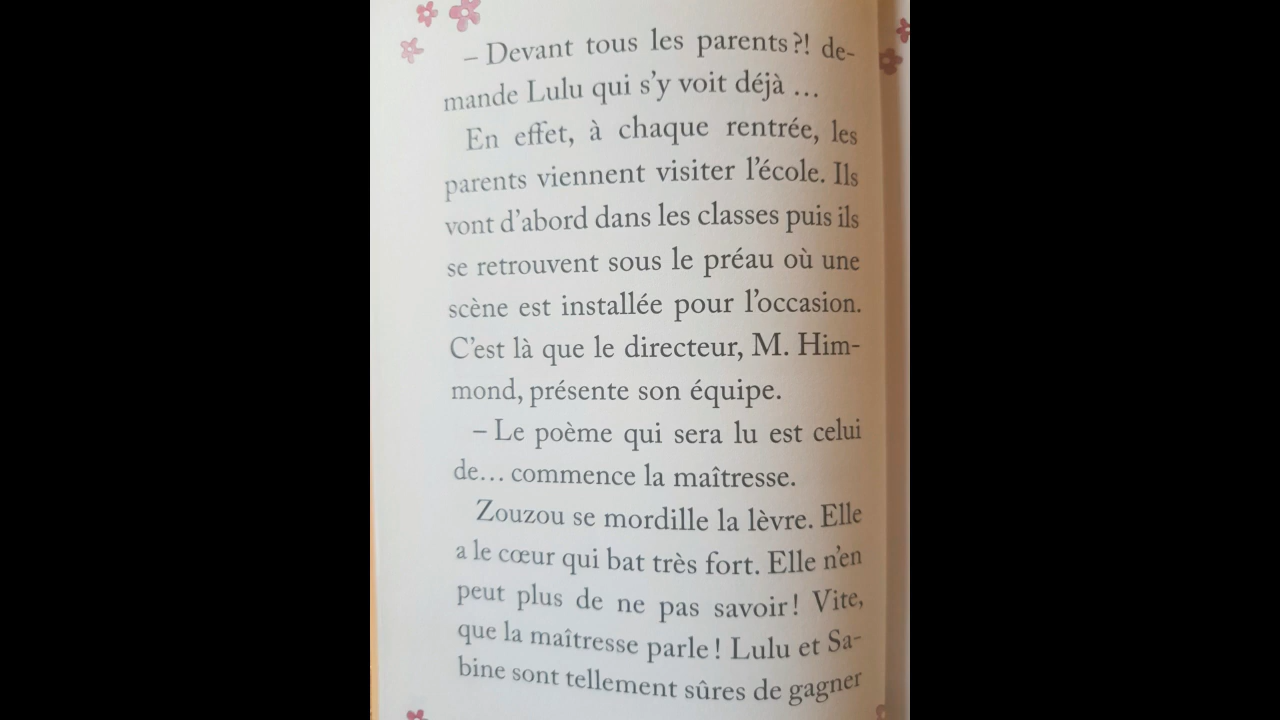 – Devant tous les parents ?! de-
mande Lulu qui s’y voit déjà …
En effet, à chaque rentrée, les
parents viennent visiter l’école. Ils
vont d’abord dans les classes puis ils
se retrouvent sous le préau où une
scène est installée pour l’occasion.
C’est là que le directeur, M. Him-
mond, présente son équipe.
– Le poème qui sera lu est celui
de… commence la maîtresse.
Zouzou se mordille la lèvre. Elle
a le cœur qui bat très fort. Elle n’en
peut plus de ne pas savoir ! Vite,
que la maîtresse parle ! Lulu et Sa-
bine sont tellement sûres de gagner